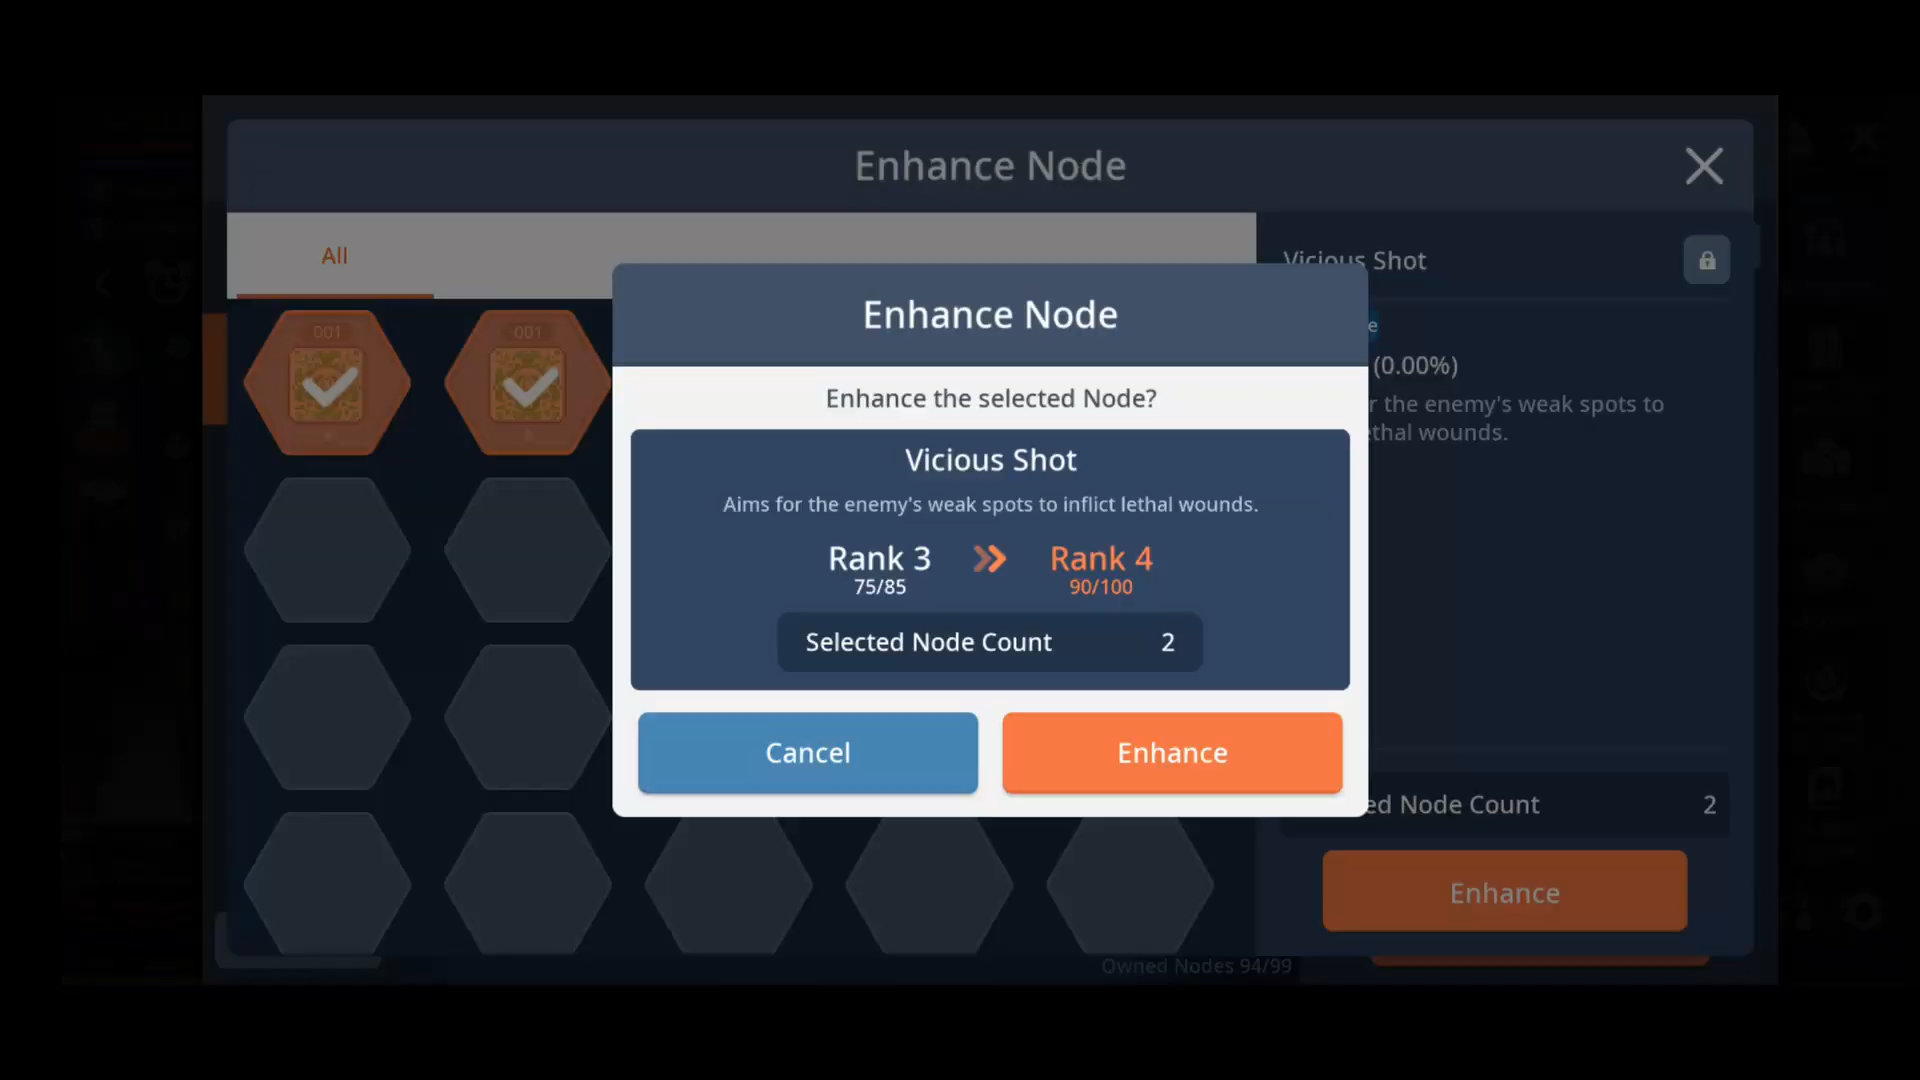 Enhance Node
All
Vicious Shot
001
001
e
(0.00%)
r the enemy's weak spots to
ethal wounds.
Enhance Node
Enhance the selected Node?
Vicious Shot
Aims for the enemy's weak spots to inflict lethal wounds.
Rank 3
75/85
Rank 4
90/100
Selected Node Count 2
Cancel
Enhance
ed Node Count 2
Enhance
Owned Nodes 94/99